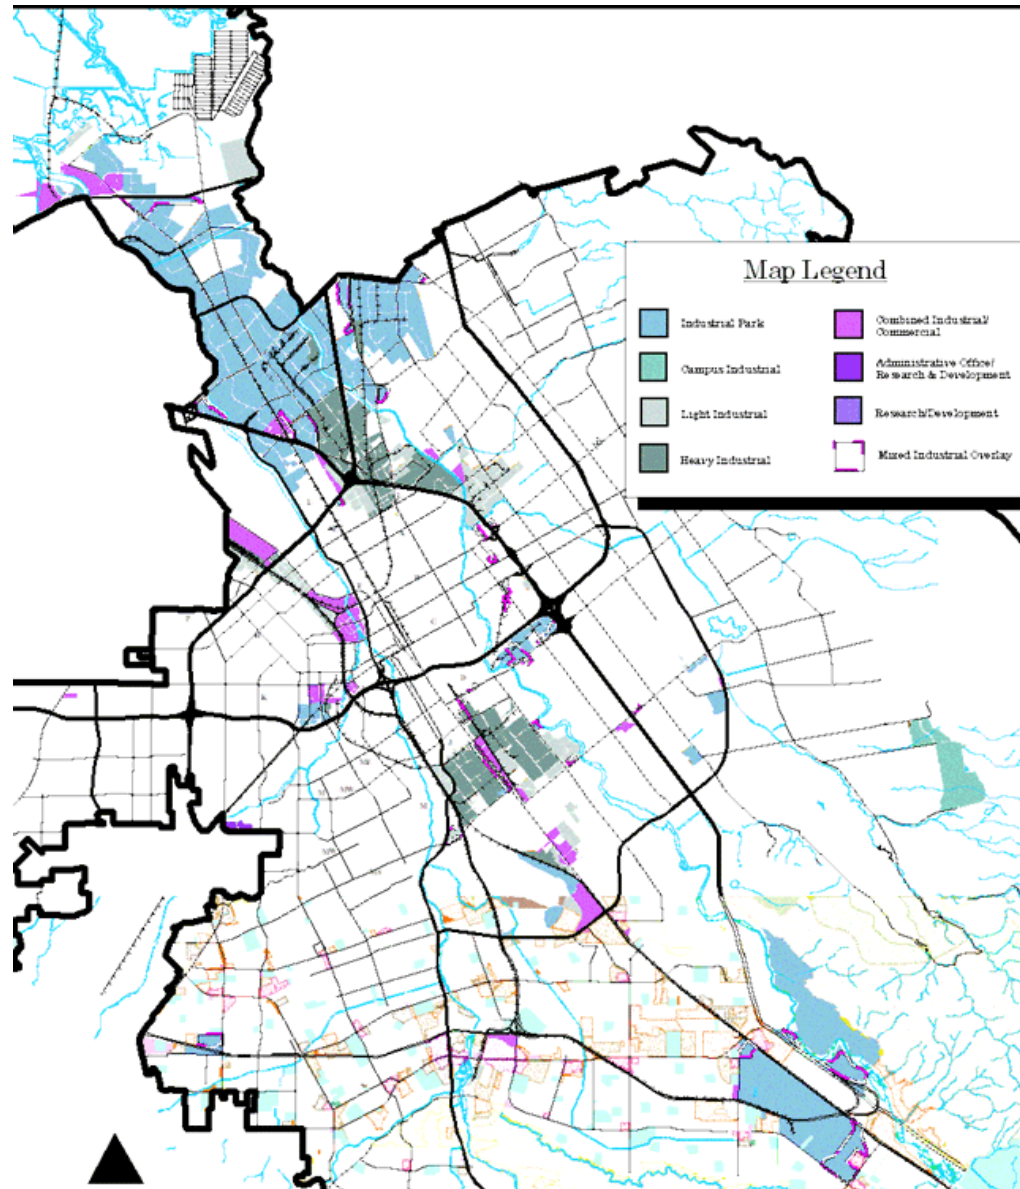 Map Legend
Industrial Park
Campus Industrial
Light Industrial
Heavy Industrial
Combined Industrial/
Commercial
Administrative Office/
Research & Development
Research/Development
Mixed Industrial Overlay